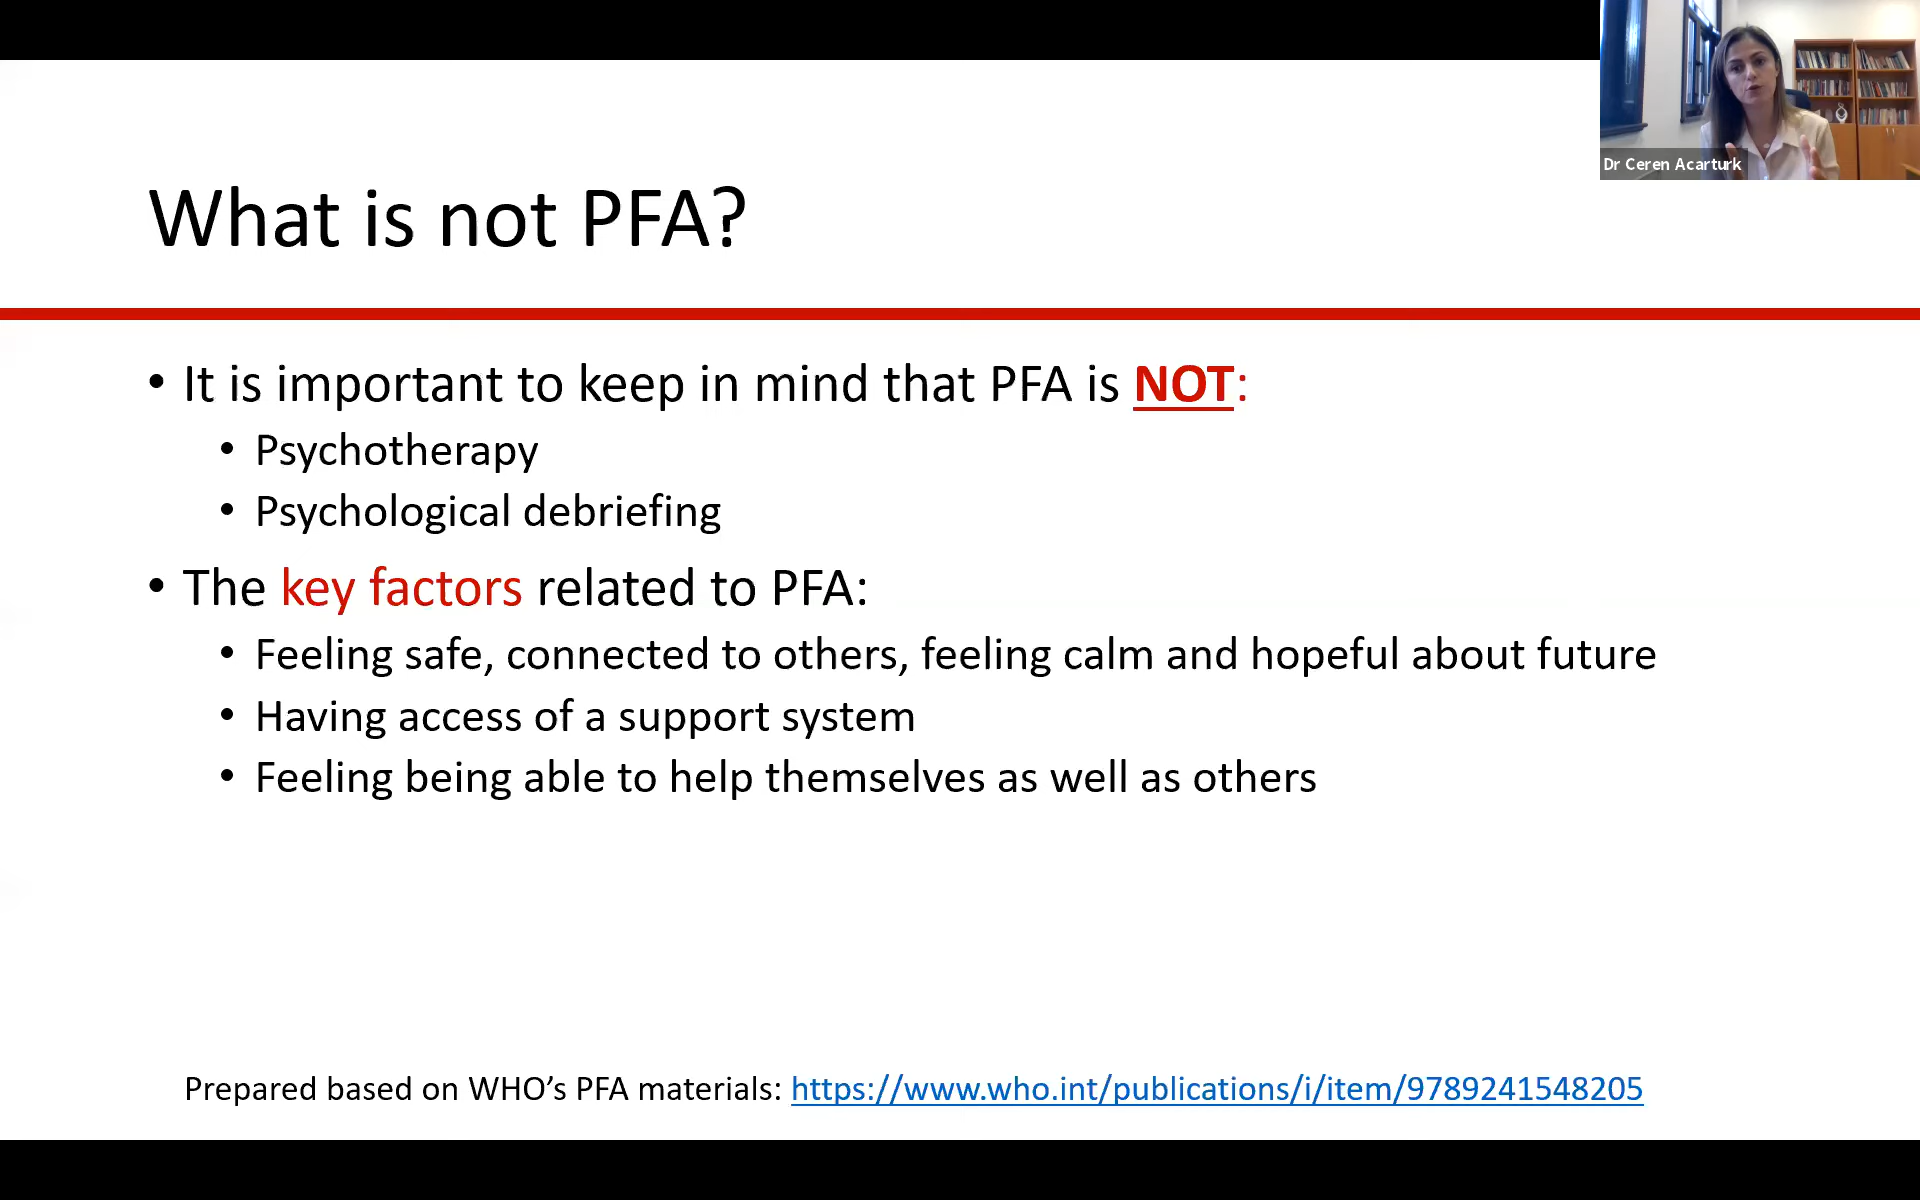 Dr Ceren Acarturk
What is not PFA?
• It is important to keep in mind that PFA is NOT:
• Psychotherapy
• Psychological debriefing
• The key factors related to PFA:
• Feeling safe, connected to others, feeling calm and hopeful about future
• Having access of a support system
• Feeling being able to help themselves as well as others
Prepared based on WHO’s PFA materials: https://www.who.int/publications/i/item/9789241548205